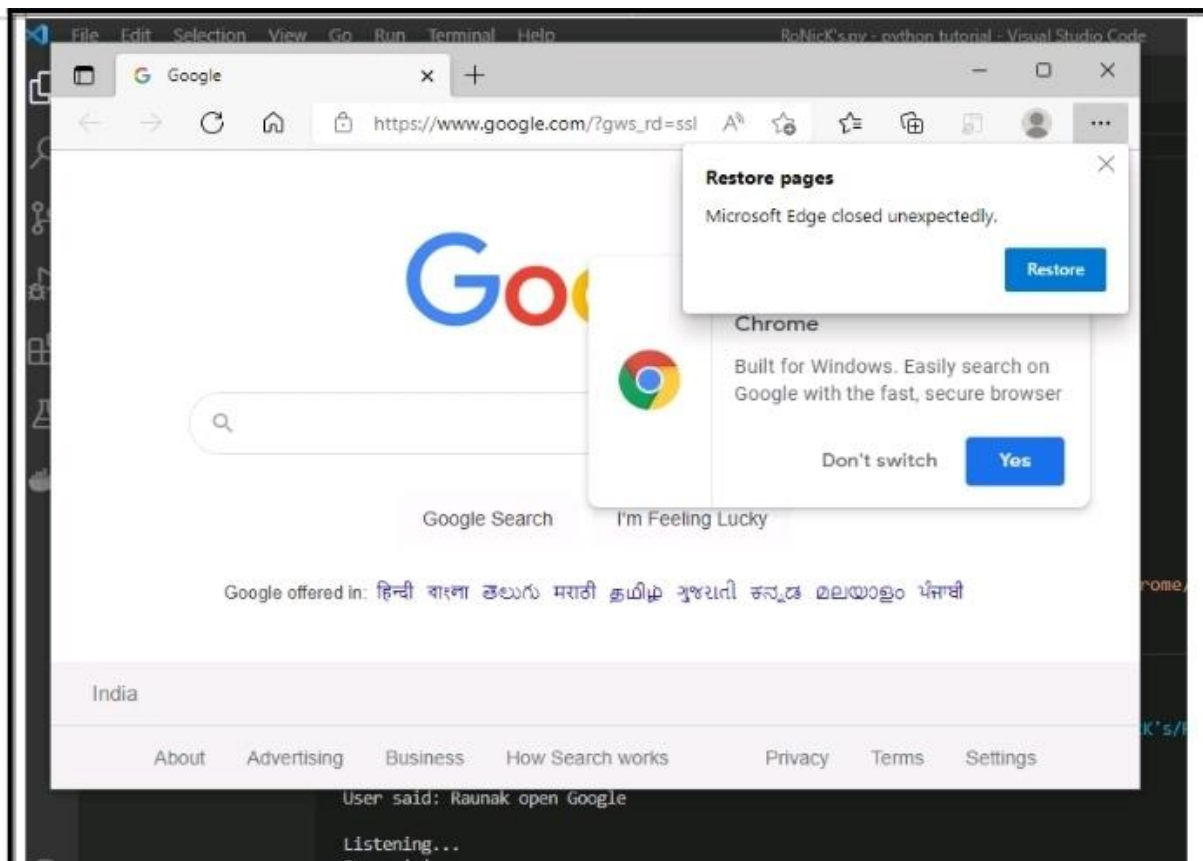 File Edit Selection View Go Run Terminal Help RoNicK's.py - python tutorial - Visual Studio Code
Google
https://www.google.com/?gws_rd=ssl
Restore pages
Microsoft Edge closed unexpectedly.
Restore
Chrome
Built for Windows. Easily search on
Google with the fast, secure browser
Don't switch Yes
Google Search I'm Feeling Lucky
Google offered in: हिन्दी বাংলা తెలుగు मराठी தமிழ் ગુજરાતી ಕನ್ನಡ മലയാളം ਪੰਜਾਬੀ
rome/
India
K's/
About Advertising Business How Search works Privacy Terms Settings
User said: Raunak open Google
Listening...